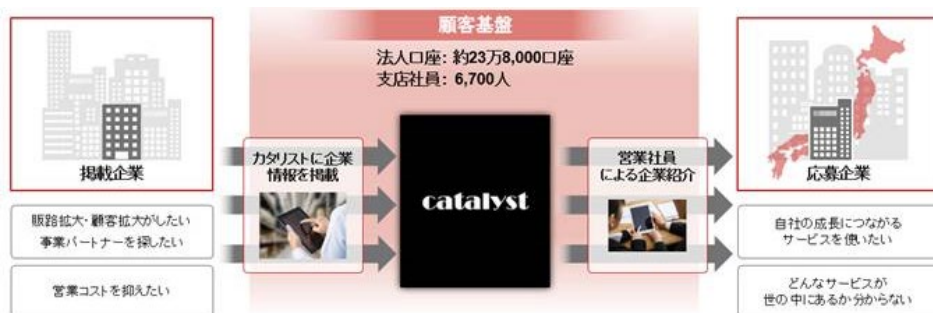 顧客基盤
法人口座: 約23万8,000口座
支店社員: 6,700人
掲載企業
販路拡大・顧客拡大がしたい
事業パートナーを探したい
営業コストを抑えたい
カタリストに企業
情報を掲載
catalyst
営業社員
による企業紹介
応募企業
自社の成長につながる
サービスを使いたい
どんなサービスが
世の中にあるか分からない